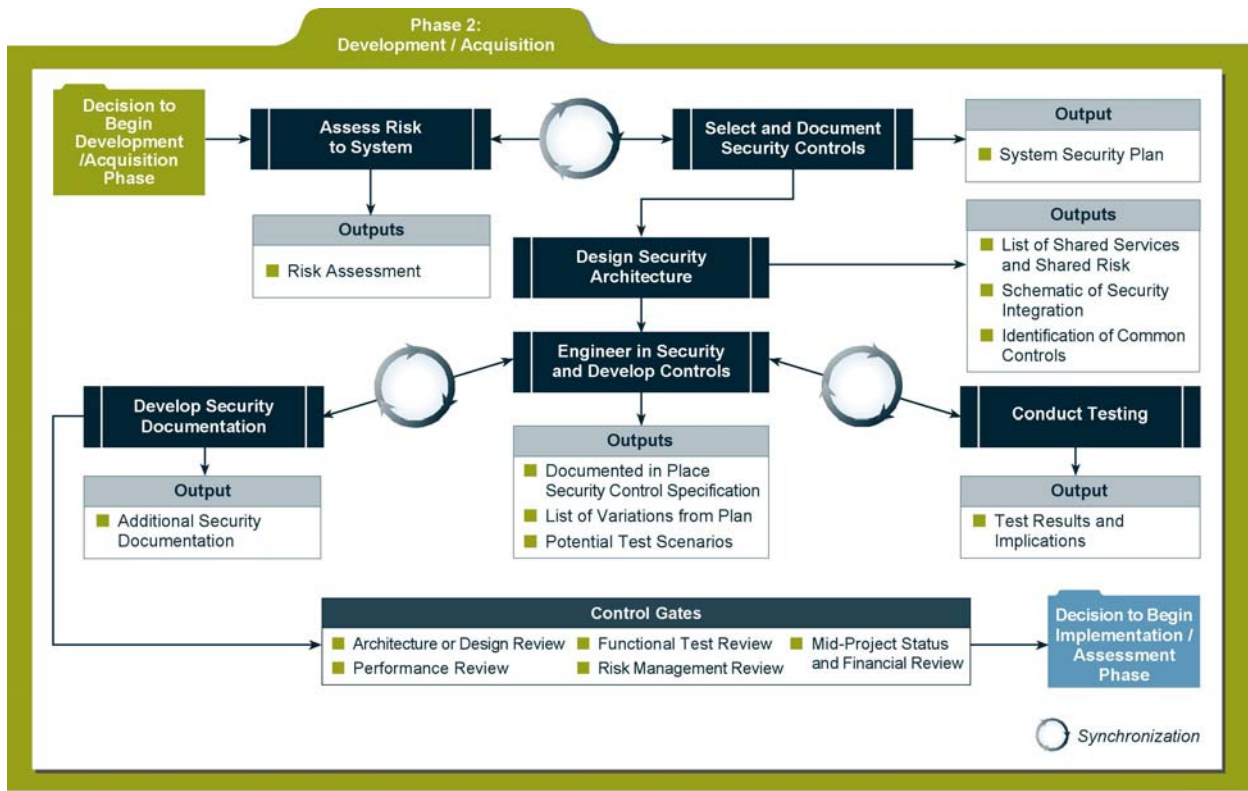 Phase 2:
Development / Acquisition
Decision to
Begin
Development
/Acquisition
Phase
Assess Risk
to System
Select and Document
Security Controls
Output
System Security Plan
Outputs
Risk Assessment
Design Security
Architecture
Outputs
List of Shared Services
and Shared Risk
Schematic of Security
Integration
Identification of Common
Controls
Engineer in Security
and Develop Controls
Develop Security
Documentation
Conduct Testing
Outputs
Documented in Place
Security Control Specification
List of Variations from Plan
Potential Test Scenarios
Output
Additional Security
Documentation
Output
Test Results and
Implications
Control Gates
Architecture or Design Review
Performance Review
Functional Test Review
Risk Management Review
Mid-Project Status
and Financial Review
Decision to Begin
Implementation /
Assessment
Phase
Synchronization